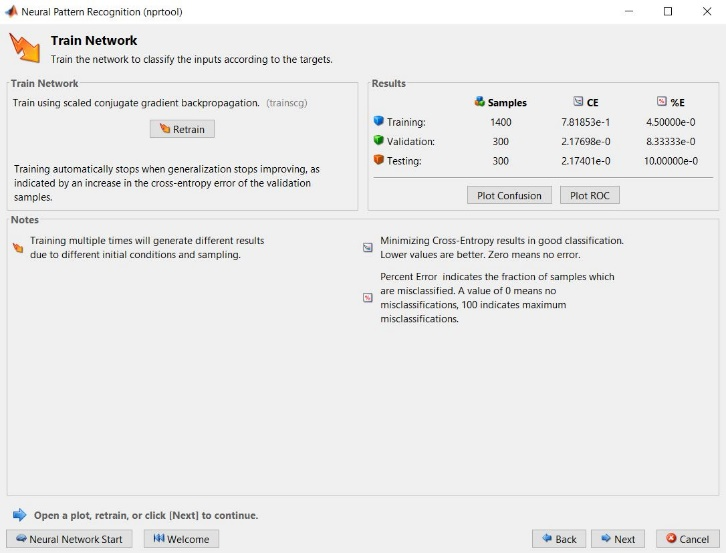 Neural Pattern Recognition (nprtool)
Train Network
Train the network to classify the inputs according to the targets.
Train Network
Train using scaled conjugate gradient backpropagation. (trainscg)
Retrain
Training automatically stops when generalization stops improving, as
indicated by an increase in the cross-entropy error of the validation
samples.
Results
Samples CE %E
Training: 1400 7.81853e-1 4.50000e-0
Validation: 300 2.17698e-0 8.33333e-0
Testing: 300 2.17401e-0 10.00000e-0
Plot Confusion Plot ROC
Notes
Training multiple times will generate different results
due to different initial conditions and sampling.
Minimizing Cross-Entropy results in good classification.
Lower values are better. Zero means no error.
Percent Error indicates the fraction of samples which
are misclassified. A value of 0 means no
misclassifications, 100 indicates maximum
misclassifications.
Open a plot, retrain, or click [Next] to continue.
Neural Network Start Welcome Back Next Cancel